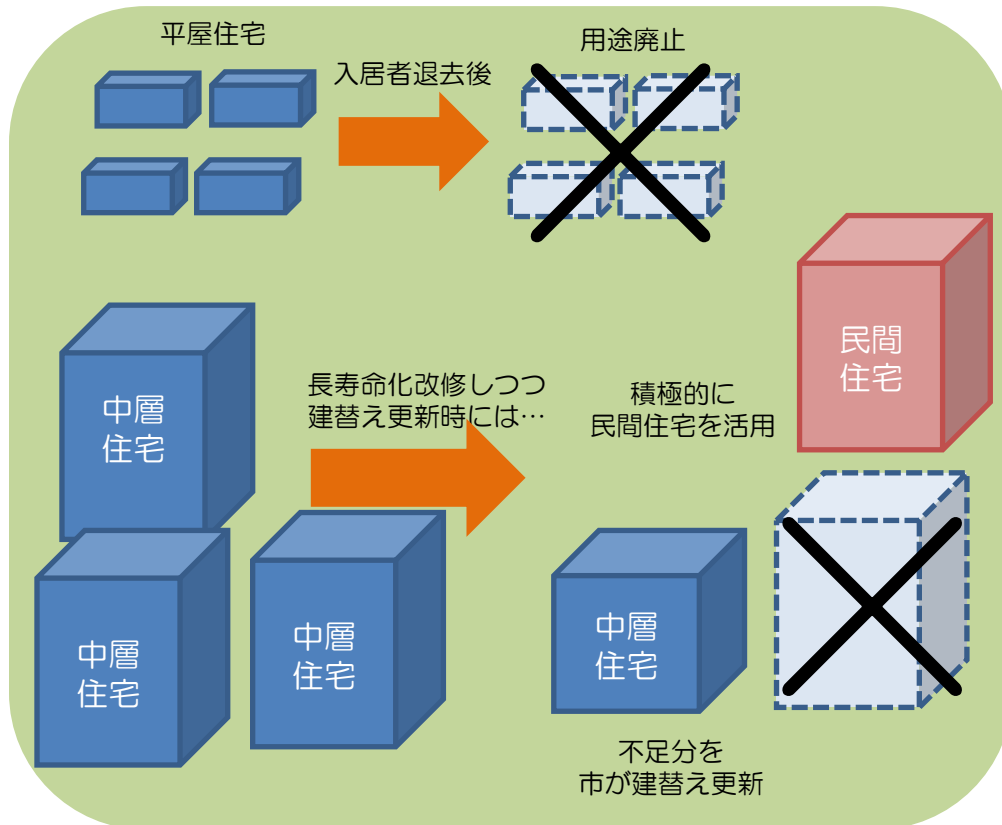 平屋住宅
入居者退去後
用途廃止
中層
住宅
中層
住宅
中層
住宅
長寿命化改修しつつ
建替え更新時には…
積極的に
民間住宅を活用
民間
住宅
中層
住宅
不足分を
市が建替え更新